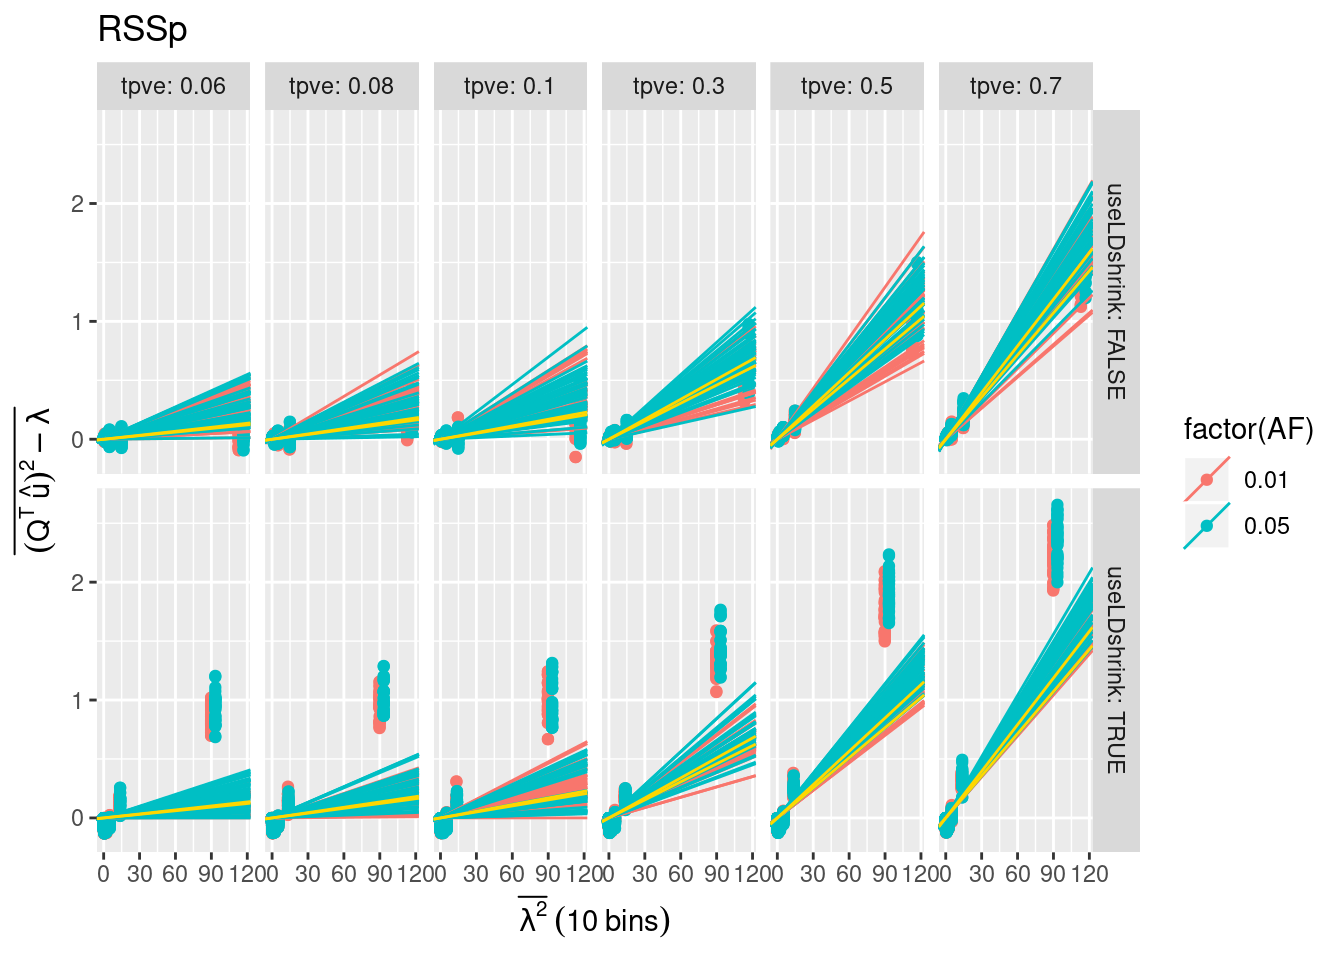 RSSp
tpve: 0.06 tpve: 0.08 tpve: 0.1 tpve: 0.3 tpve: 0.5 tpve: 0.7
2
1
0
useLDshrink: FALSE
2
1
0
useLDshrink: TRUE
(Qᵀ û)² − λ
0 30 60 90 120 0 30 60 90 120 0 30 60 90 120 0 30 60 90 120 0 30 60 90 120 0 30 60 90 120
λ² (10 bins)
factor(AF)
0.01
0.05